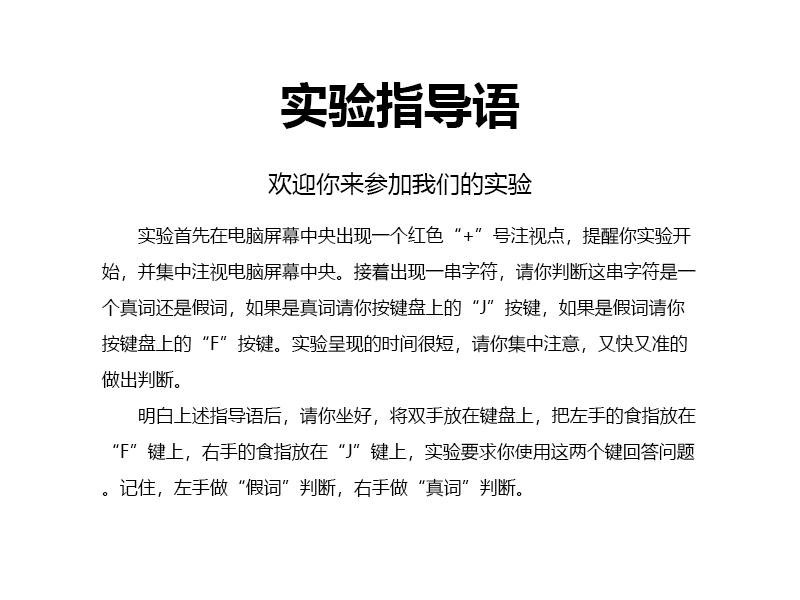 实验指导语
欢迎你来参加我们的实验
实验首先在电脑屏幕中央出现一个红色“+”号注视点，提醒你实验开
始，并集中注视电脑屏幕中央。接着出现一串字符，请你判断这串字符是一
个真词还是假词，如果是真词请你按键盘上的“J”按键，如果是假词请你
按键盘上的“F”按键。实验呈现的时间很短，请你集中注意，又快又准的
做出判断。
明白上述指导语后，请你坐好，将双手放在键盘上，把左手的食指放在
“F”键上，右手的食指放在“J”键上，实验要求你使用这两个键回答问题
。记住，左手做“假词”判断，右手做“真词”判断。